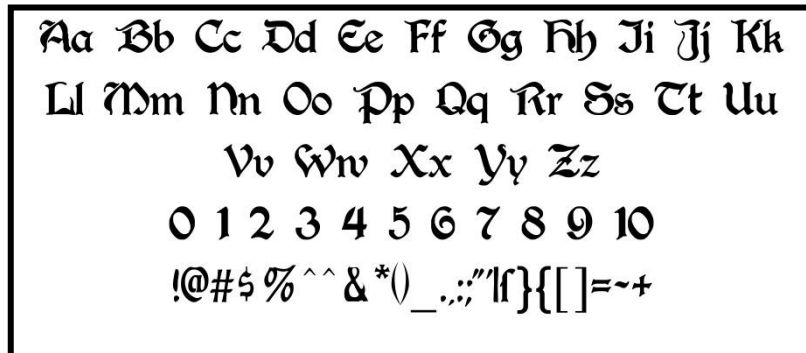 Aa Bb Cc Dd Ee Ff Gg Hh Ii Jj Kk
Ll Mm Nn Oo Pp Qq Rr Ss Tt Uu
Vv Ww Xx Yy Zz
0 1 2 3 4 5 6 7 8 9 10
!@#$%^^&*()_.,:;"'|ſ}{[]=~+